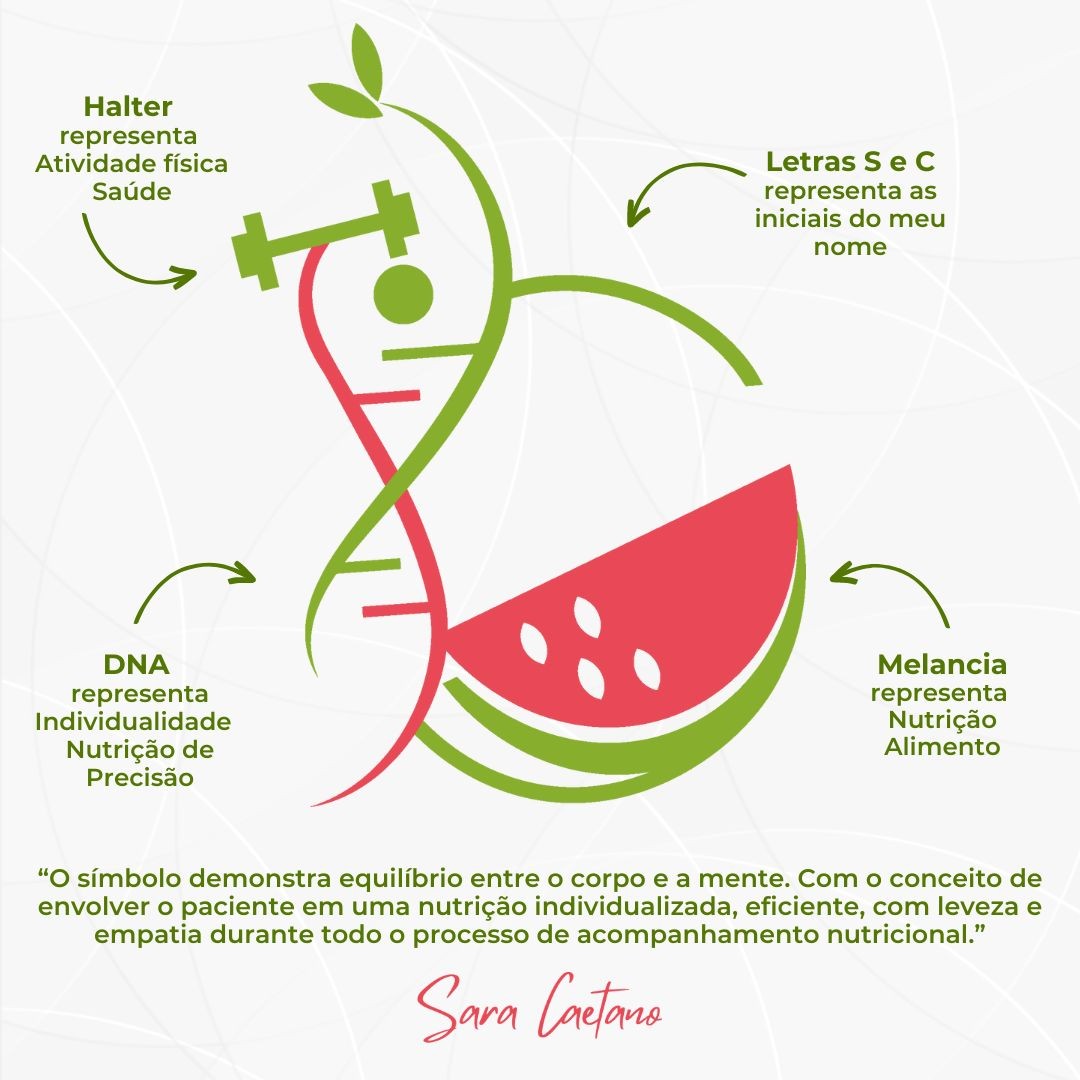 Halter
representa
Atividade física
Saúde
Letras S e C
representa as
iniciais do meu
nome
DNA
representa
Individualidade
Nutrição de
Precisão
Melancia
representa
Nutrição
Alimento
“O símbolo demonstra equilíbrio entre o corpo e a mente. Com o conceito de
envolver o paciente em uma nutrição individualizada, eficiente, com leveza e
empatia durante todo o processo de acompanhamento nutricional.”
Sara Caetano